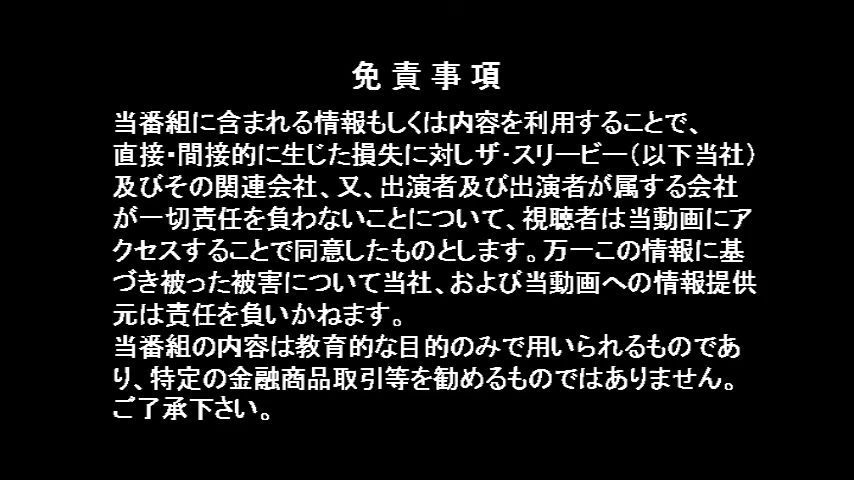 免責事項
当番組に含まれる情報もしくは内容を利用することで、
直接・間接的に生じた損失に対しザ・スリービー（以下当社）
及びその関連会社、又、出演者及び出演者が属する会社
が一切責任を負わないことについて、視聴者は当動画にア
クセスすることで同意したものとします。万一この情報に基
づき被った被害について当社、および当動画への情報提供
元は責任を負いかねます。
当番組の内容は教育的な目的のみで用いられるものであ
り、特定の金融商品取引等を勧めるものではありません。
ご了承下さい。